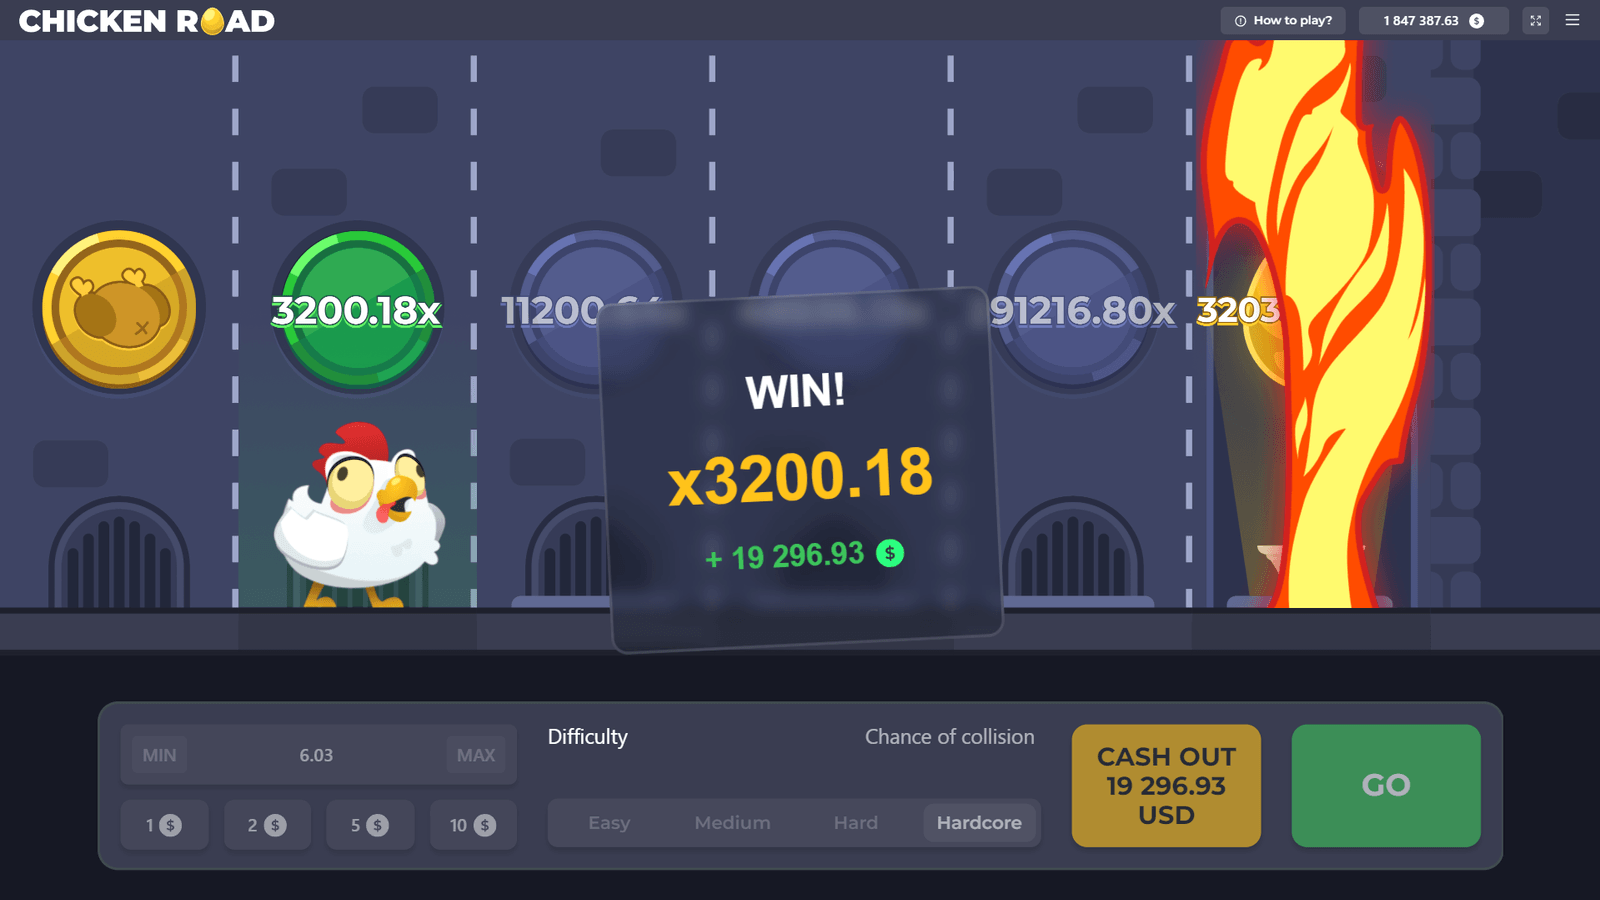 CHICKEN ROAD
How to play?
1 847 387.63 $
3200.18x
91216.80x
3203
WIN!
x3200.18
+ 19 296.93 $
MIN
6.03
MAX
1 $
2 $
5 $
10 $
Difficulty
Chance of collision
Easy
Medium
Hard
Hardcore
CASH OUT
19 296.93
USD
GO